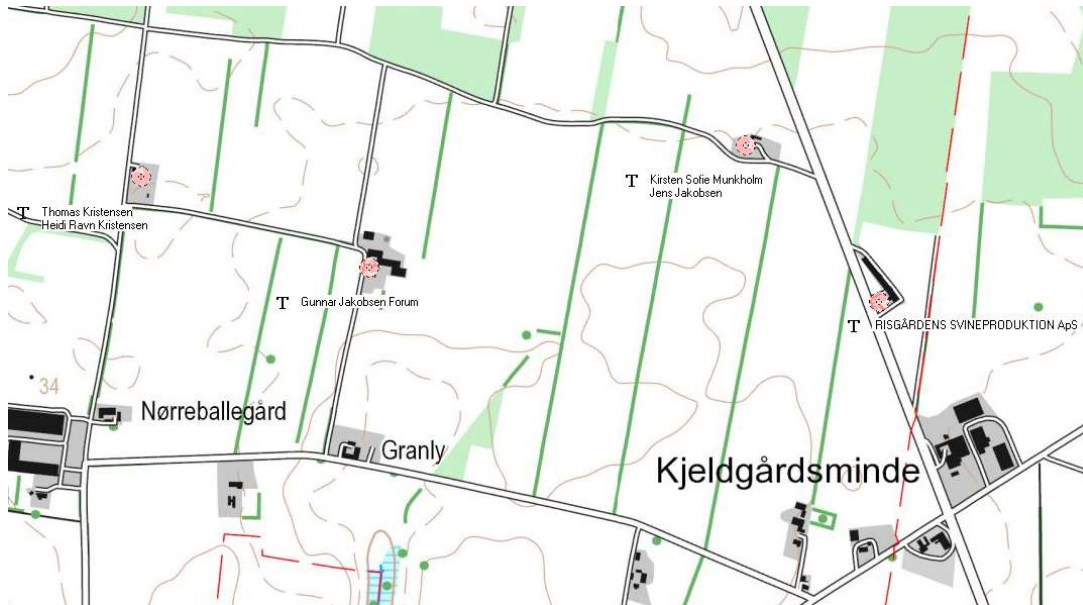 T Kirsten Sofie Munkholm
Jens Jakobsen
T Thomas Kristensen
Heidi Ravn Kristensen
T Gunnar Jakobsen Forum
T RISGÅRDENS SVINEPRODUKTION ApS
34
Nørreballegård
Granly
Kjeldgårdsminde